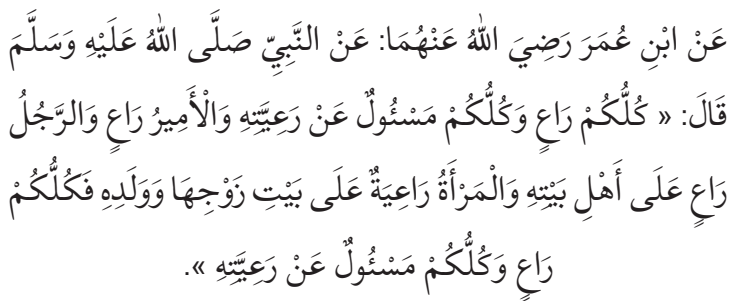 عَنْ ابْنِ عُمَرَ رَضِيَ اللهُ عَنْهُمَا: عَنْ النَّبِيِّ صَلَّى اللهُ عَلَيْهِ وَسَلَّمَ
قَالَ: « كُلُّكُمْ رَاعٍ وَكُلُّكُمْ مَسْئُولٌ عَنْ رَعِيَّتِهِ وَالْأَمِيرُ رَاعٍ وَالرَّجُلُ
رَاعٍ عَلَى أَهْلِ بَيْتِهِ وَالْمَرْأَةُ رَاعِيَةٌ عَلَى بَيْتِ زَوْجِهَا وَوَلَدِهِ فَكُلُّكُمْ
رَاعٍ وَكُلُّكُمْ مَسْئُولٌ عَنْ رَعِيَّتِهِ ».